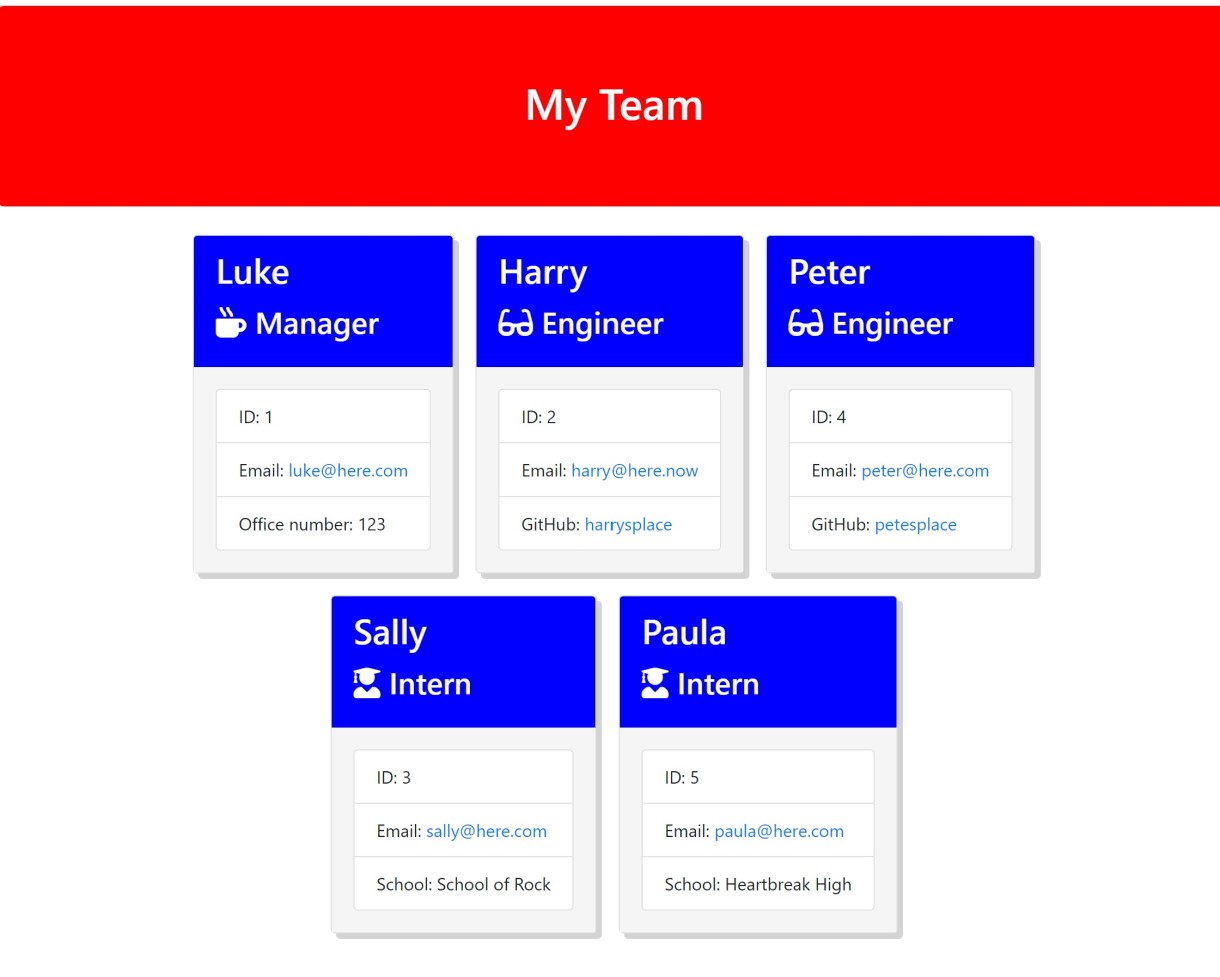 My Team
Luke
Manager
ID: 1
Email: luke@here.com
Office number: 123
Harry
Engineer
ID: 2
Email: harry@here.now
GitHub: harrysplace
Peter
Engineer
ID: 4
Email: peter@here.com
GitHub: petesplace
Sally
Intern
ID: 3
Email: sally@here.com
School: School of Rock
Paula
Intern
ID: 5
Email: paula@here.com
School: Heartbreak High